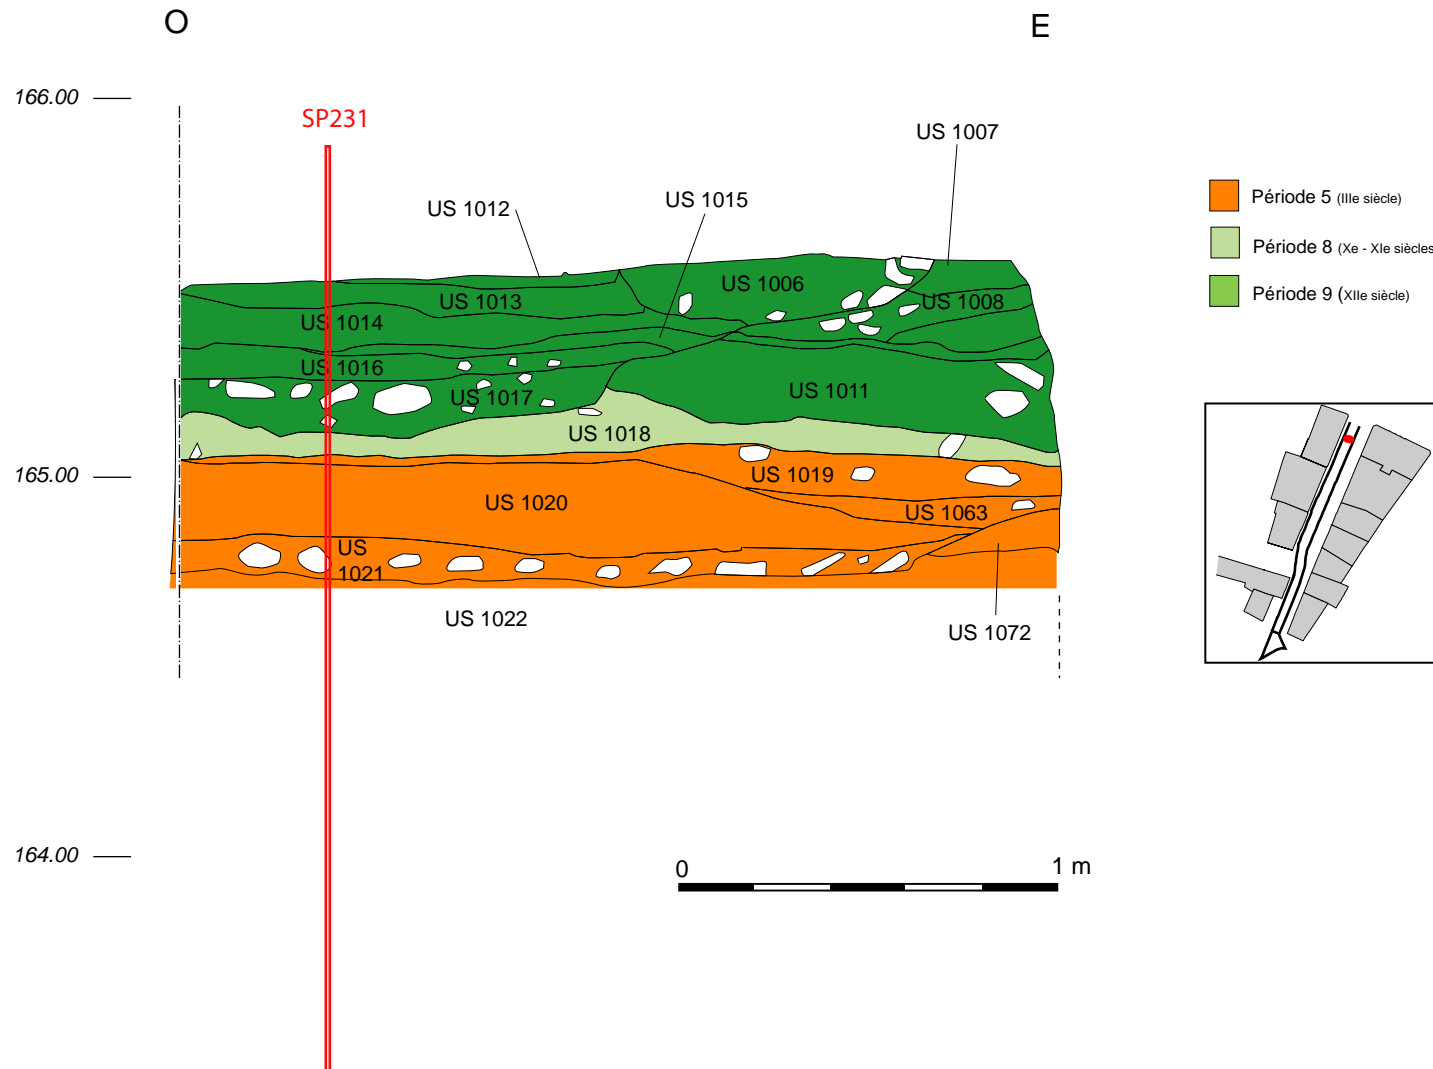 O
E
166.00
SP231
US 1007
US 1012
US 1015
US 1006
US 1013
US 1008
US 1014
US 1016
US 1017
US 1011
US 1018
165.00
US 1019
US 1020
US 1063
US
1021
US 1022
US 1072
164.00
0
1 m
Période 5 (IIIe siècle)
Période 8 (Xe - XIe siècles
Période 9 (XIIe siècle)